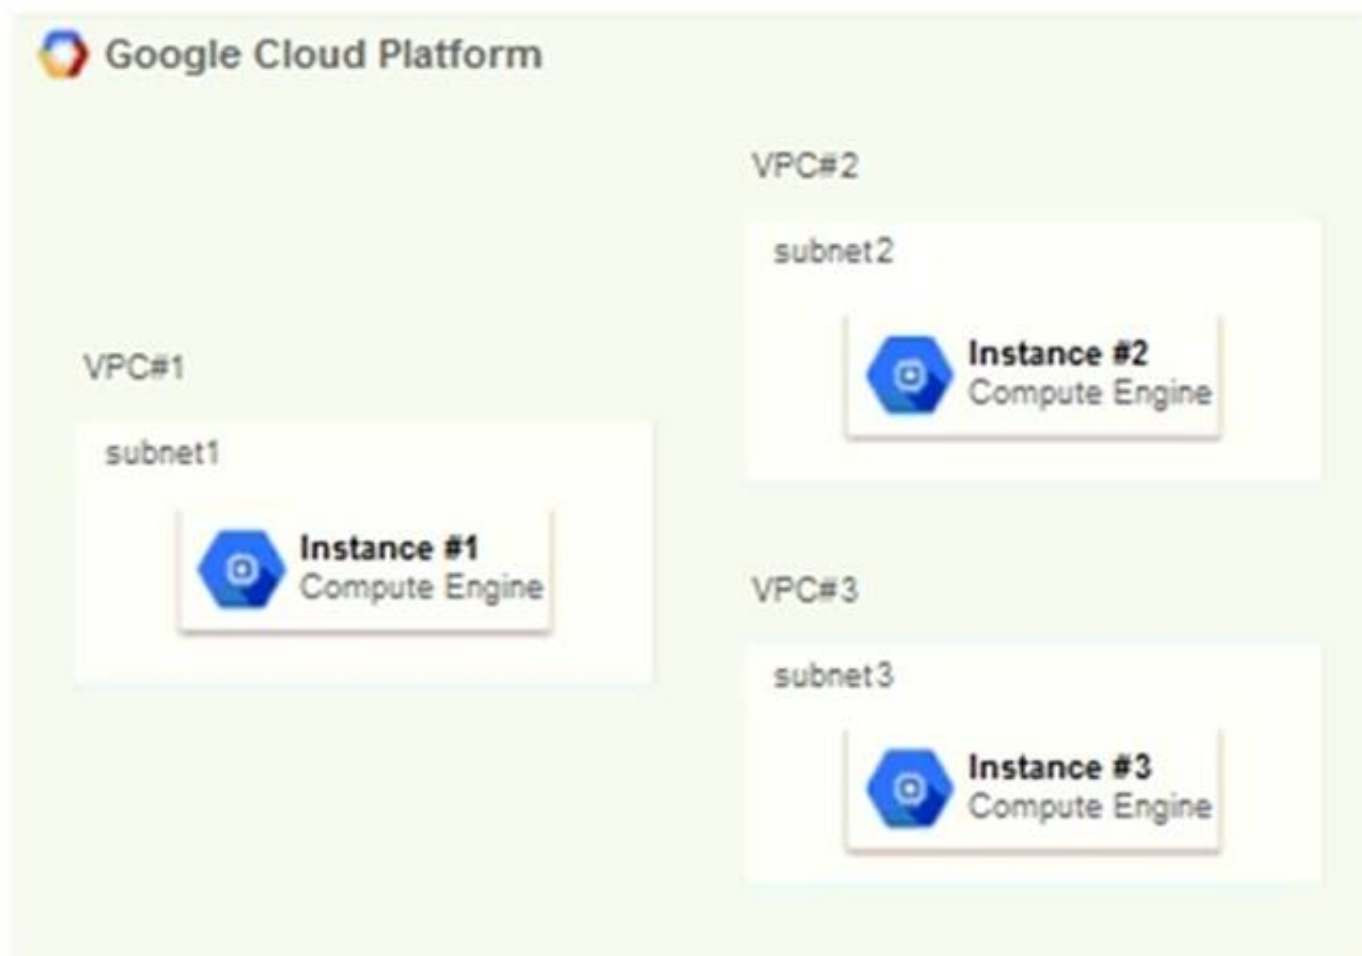 Google Cloud Platform
VPC#1
subnet1
Instance #1
Compute Engine
VPC#2
subnet2
Instance #2
Compute Engine
VPC#3
subnet3
Instance #3
Compute Engine